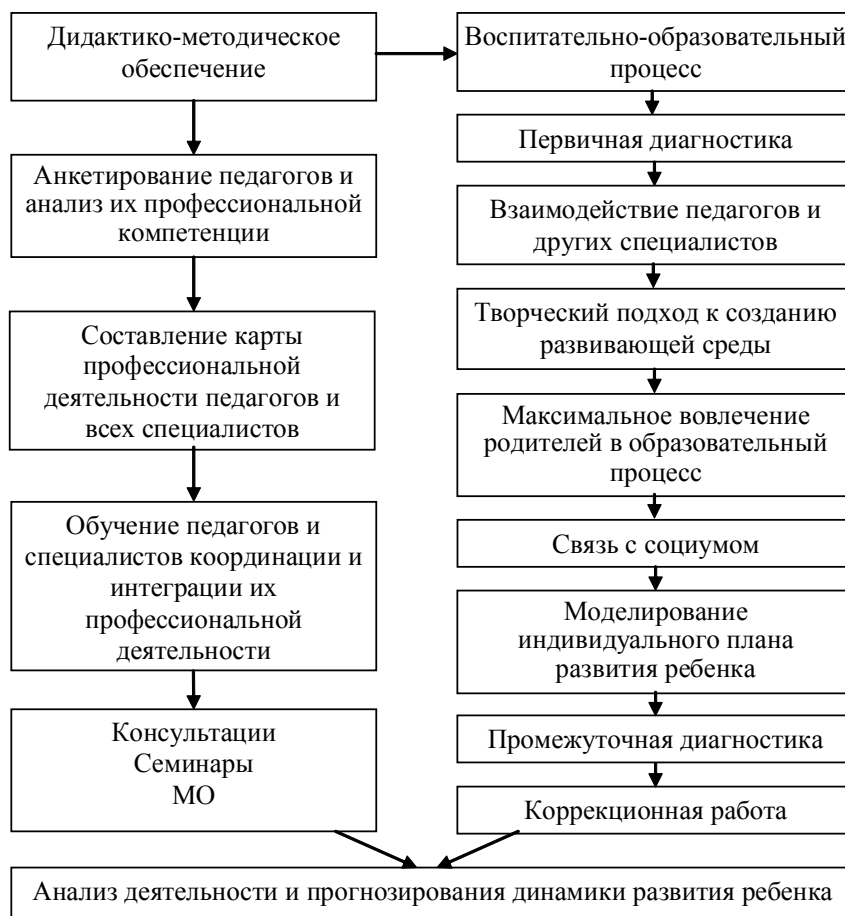 Дидактико-методическое
обеспечение
Анкетирование педагогов и
анализ их профессиональной
компетенции
Составление карты
профессиональной
деятельности педагогов и
всех специалистов
Обучение педагогов и
специалистов координации и
интеграции их
профессиональной
деятельности
Консультации
Семинары
МО
Воспитательно-образовательный
процесс
Первичная диагностика
Взаимодействие педагогов и
других специалистов
Творческий подход к созданию
развивающей среды
Максимальное вовлечение
родителей в образовательный
процесс
Связь с социумом
Моделирование
индивидуального плана
развития ребенка
Промежуточная диагностика
Коррекционная работа
Анализ деятельности и прогнозирования динамики развития ребенка